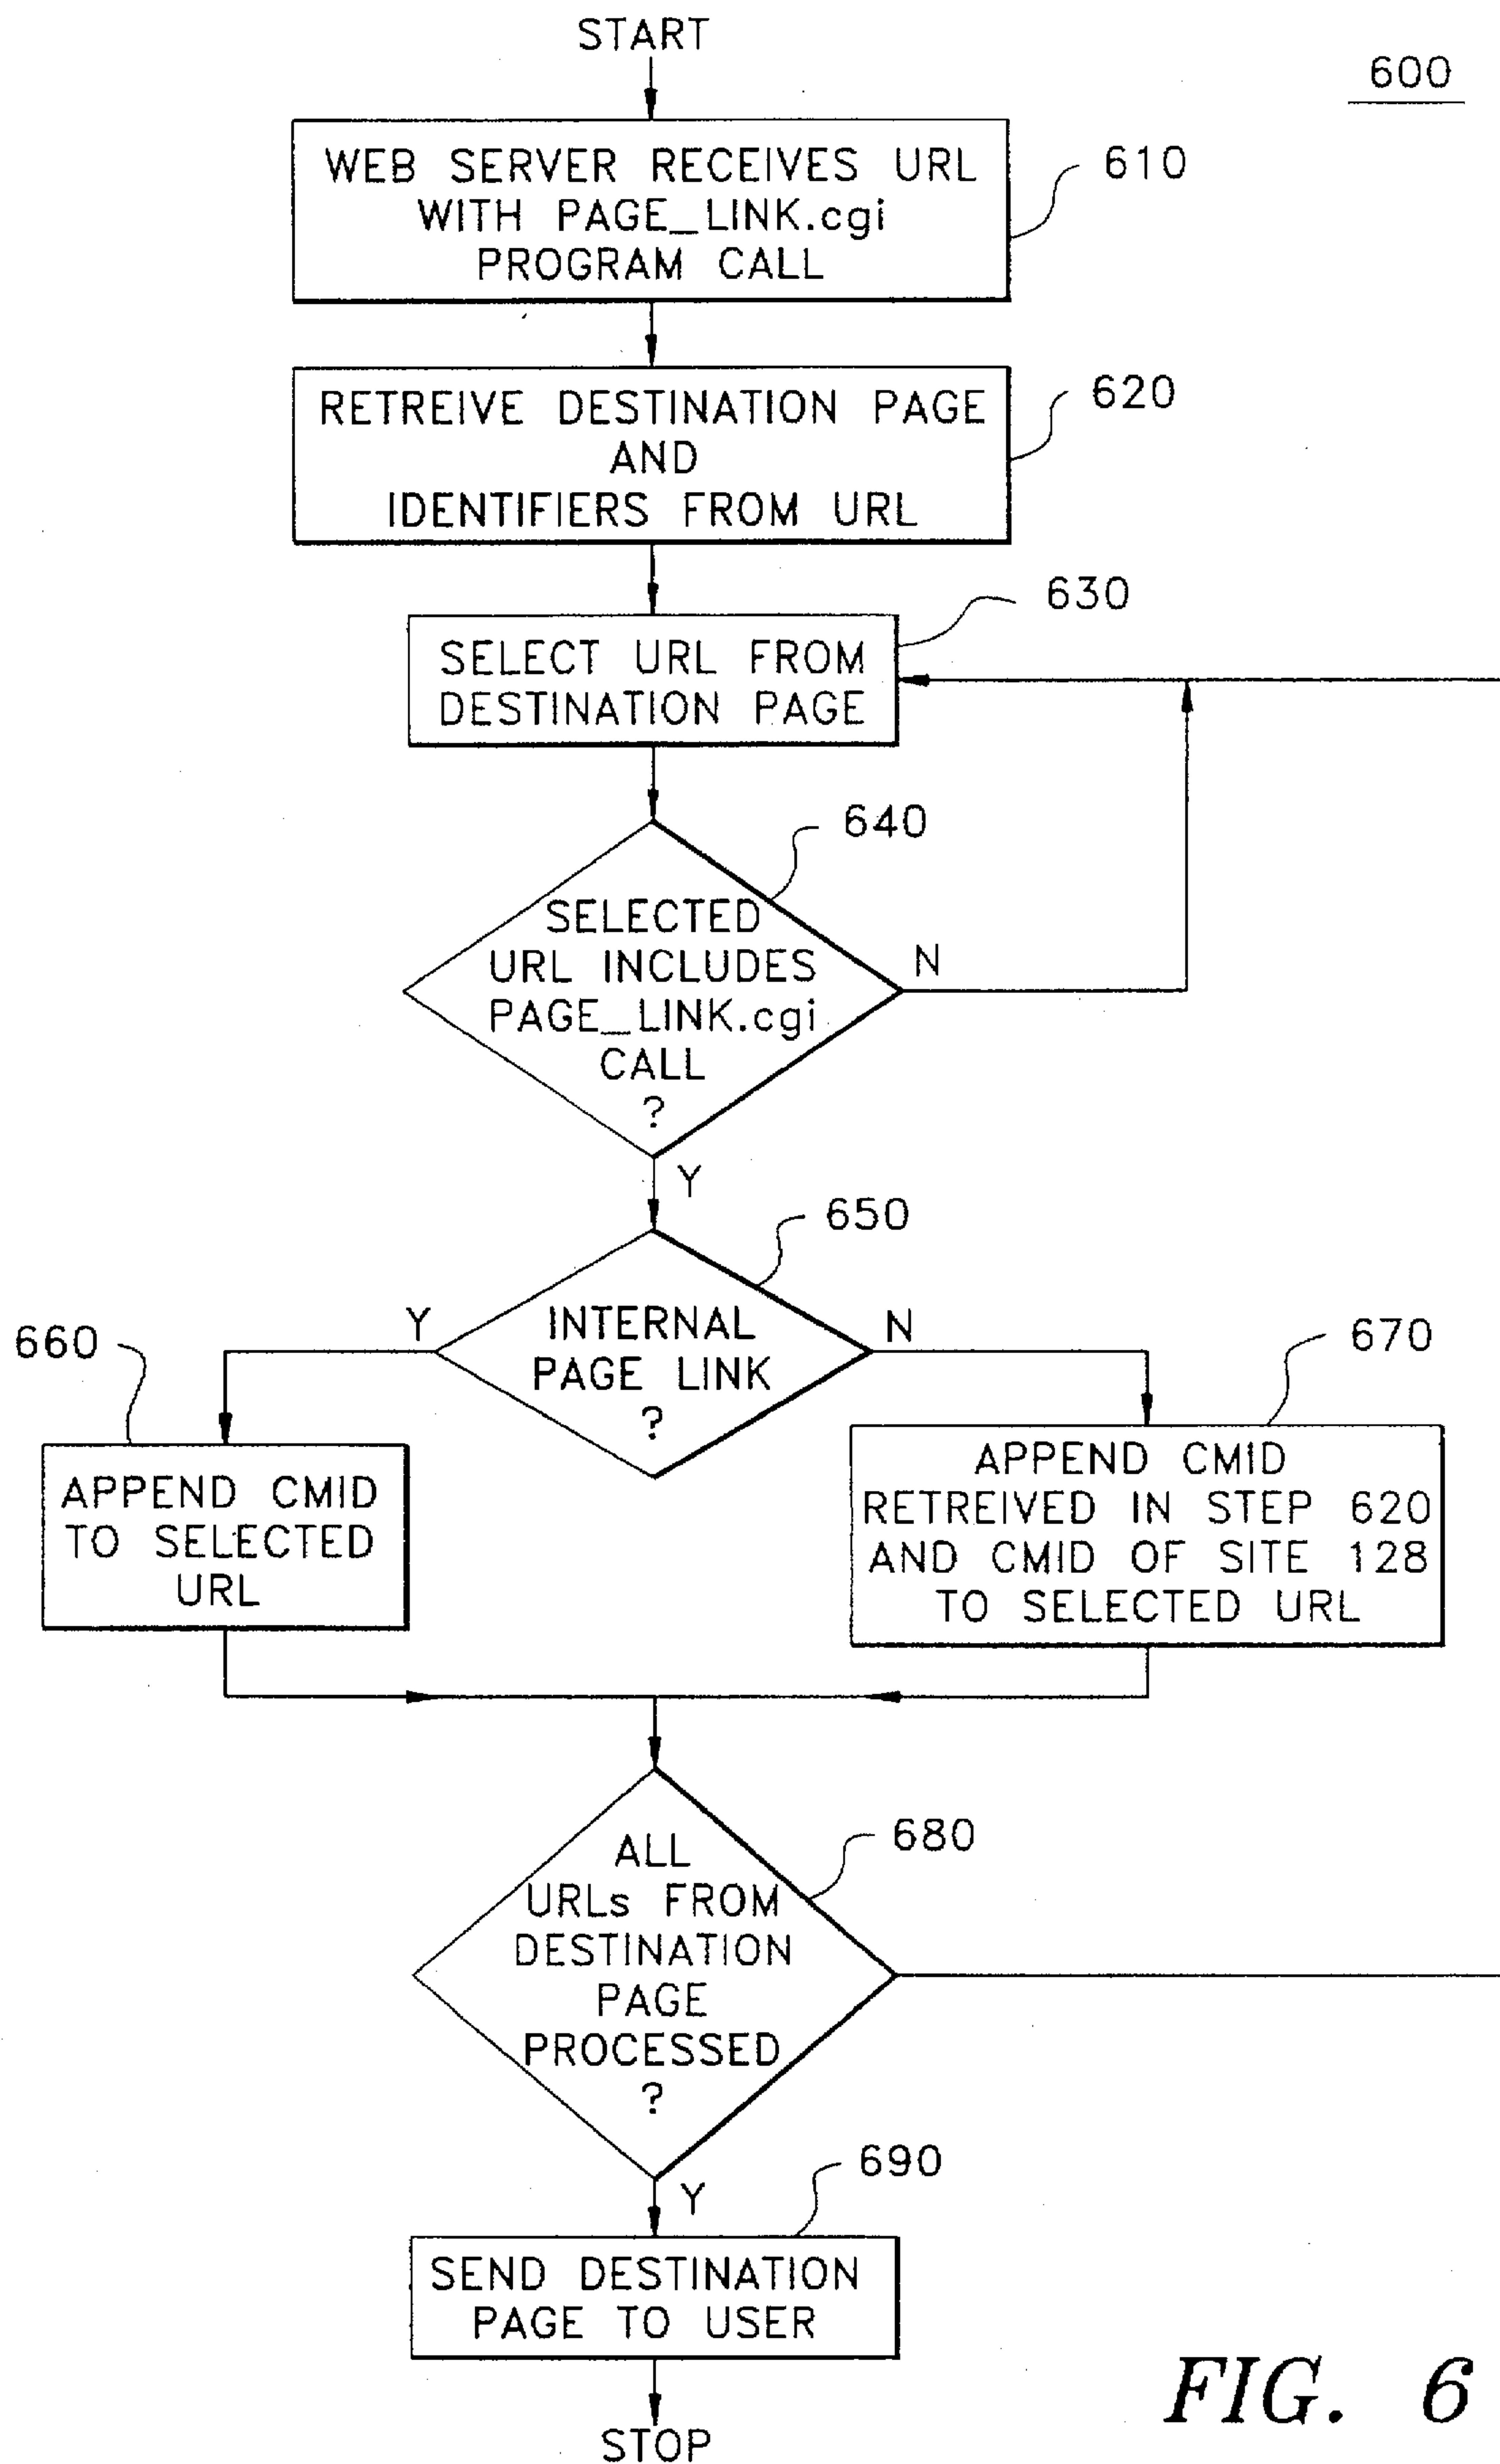 START
600
WEB SERVER RECEIVES URL
WITH PAGE_LINK.cgi
PROGRAM CALL
610
RETREIVE DESTINATION PAGE
AND
IDENTIFIERS FROM URL
620
630
SELECT URL FROM
DESTINATION PAGE
640
SELECTED
URL INCLUDES
PAGE_LINK.cgi
CALL
?
N
Y
650
INTERNAL
PAGE LINK
?
Y
N
660
APPEND CMID
TO SELECTED
URL
670
APPEND CMID
RETREIVED IN STEP 620
AND CMID OF SITE 128
TO SELECTED URL
680
ALL
URLs FROM
DESTINATION
PAGE
PROCESSED
?
Y
690
SEND DESTINATION
PAGE TO USER
STOP
FIG. 6